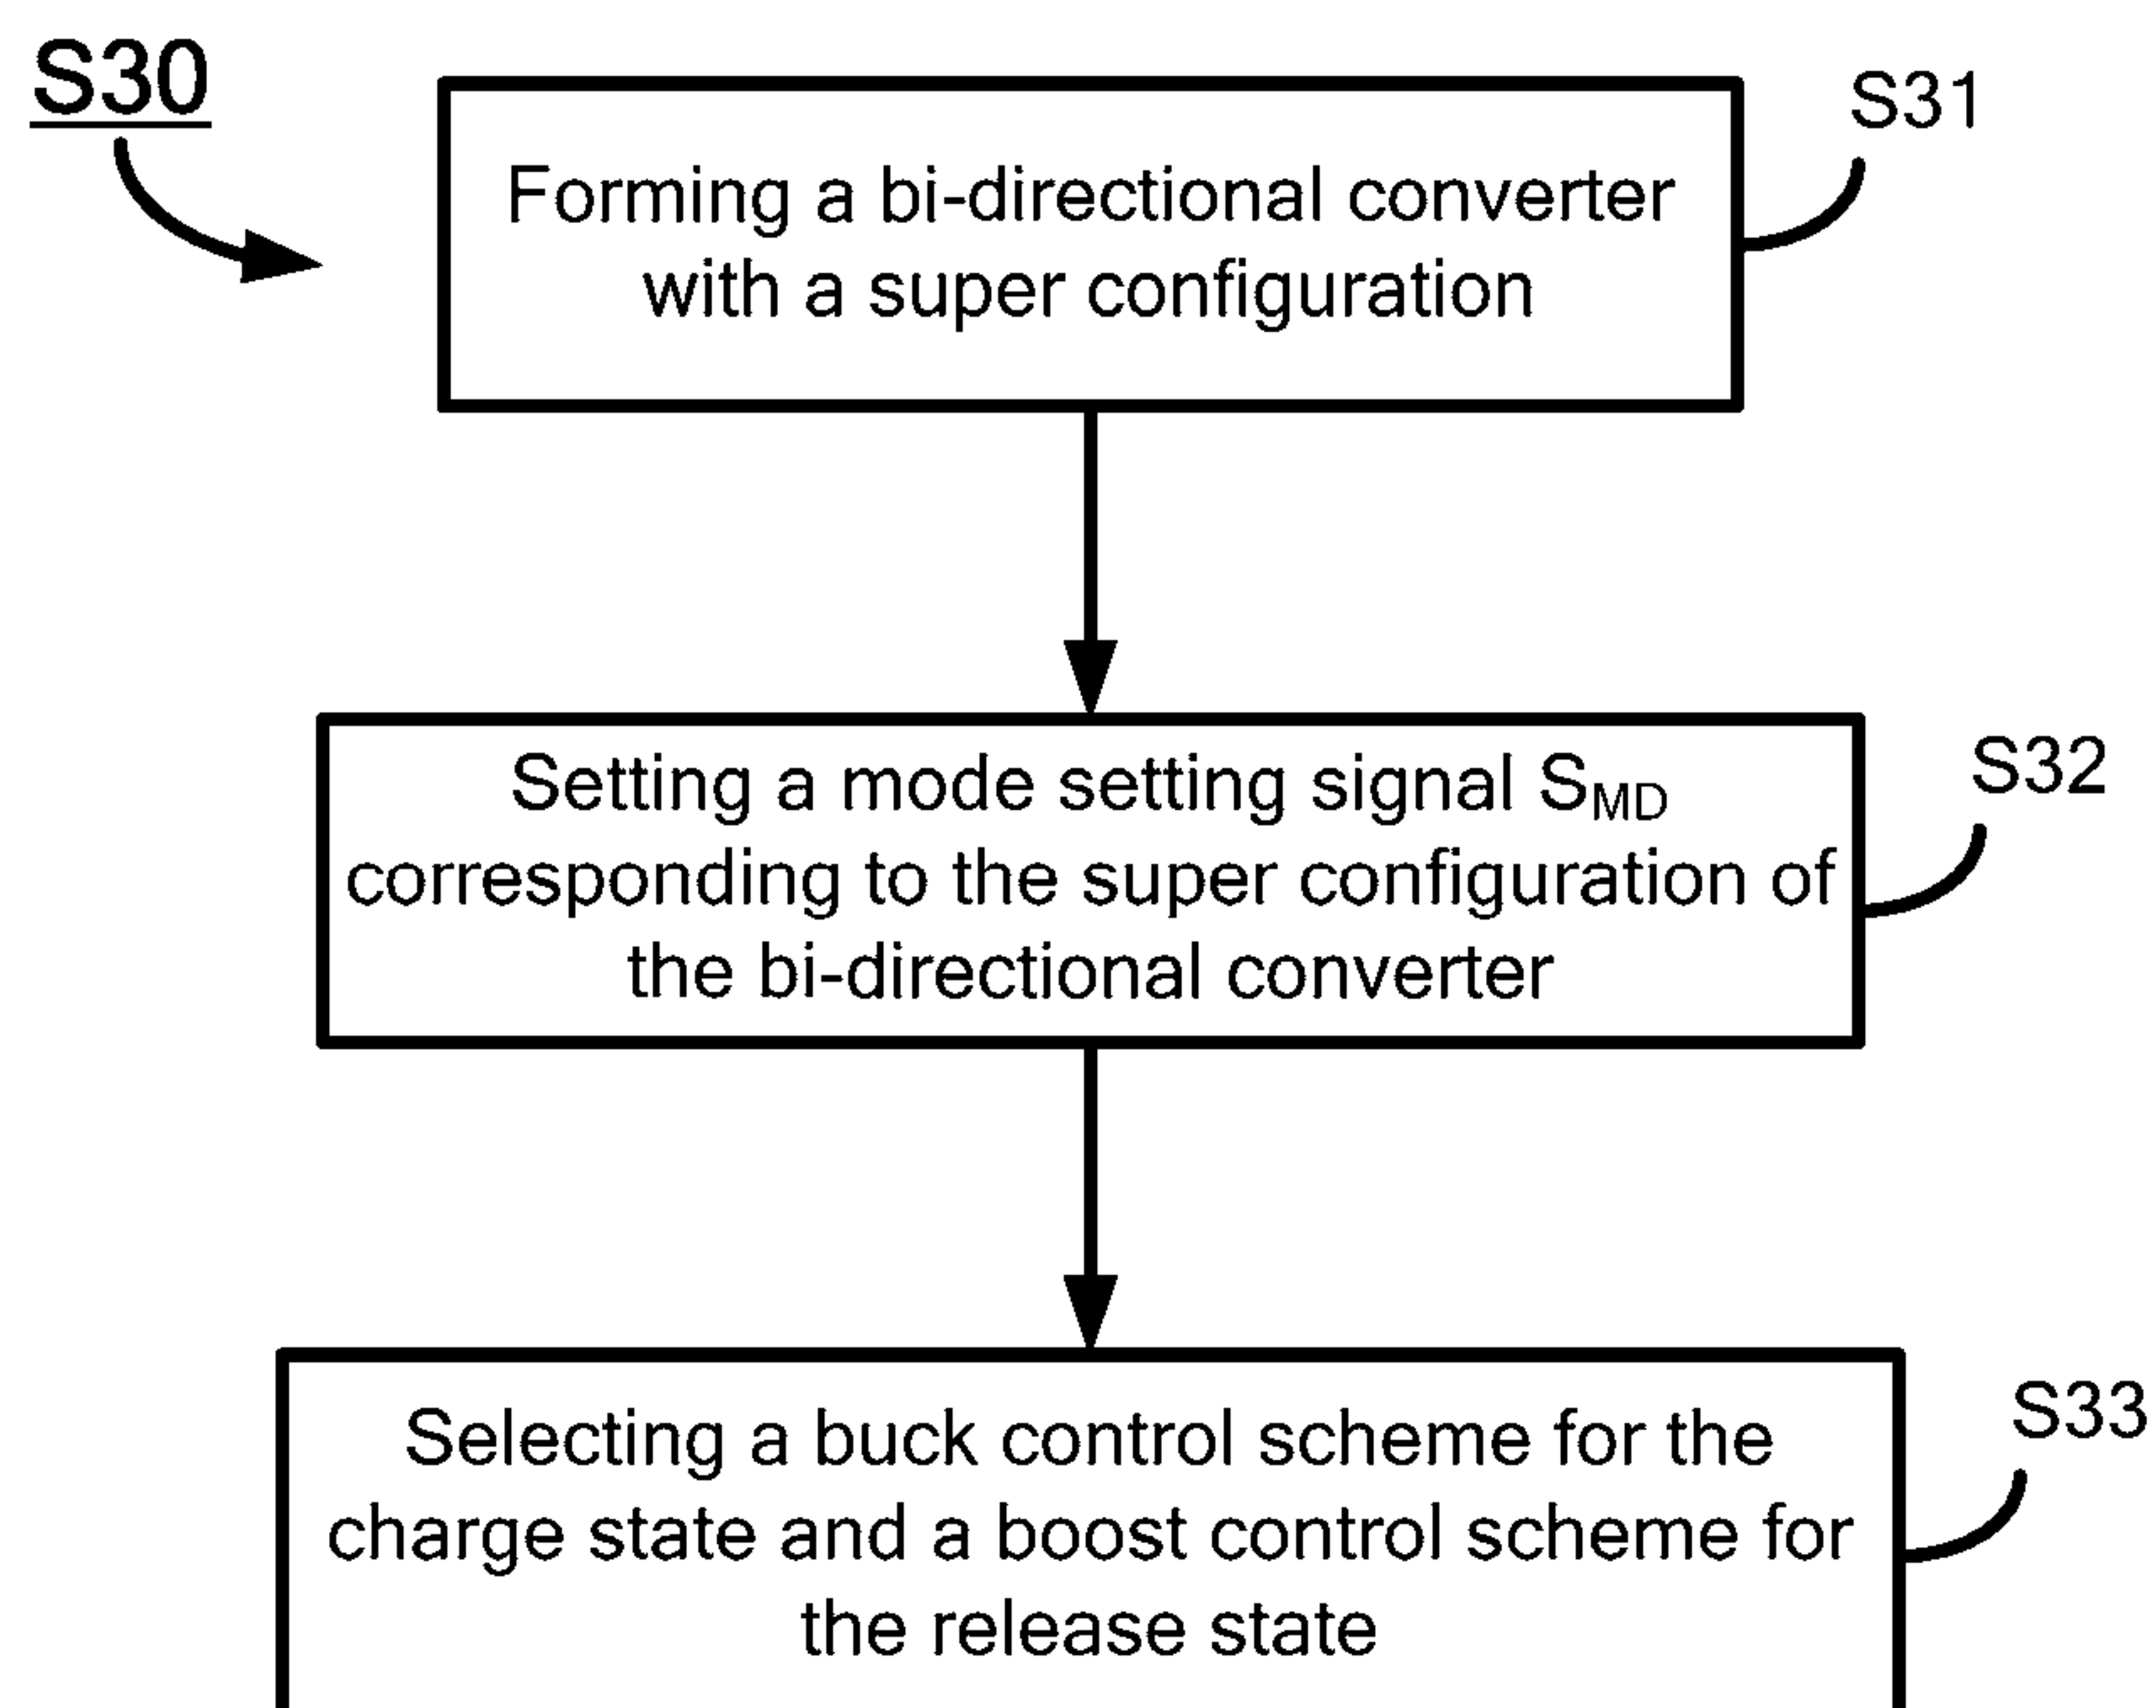 S30
S31
Forming a bi-directional converter
with a super configuration
S32
Setting a mode setting signal SMD
corresponding to the super configuration of
the bi-directional converter
S33
Selecting a buck control scheme for the
charge state and a boost control scheme for
the release state